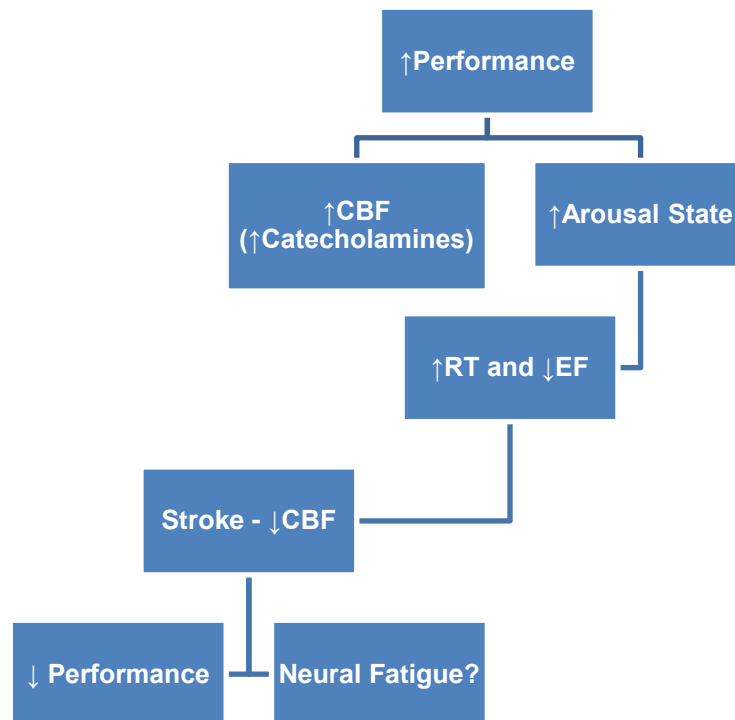 ↑Performance
↑CBF
(↑Catecholamines)
↑Arousal State
↑RT and ↓EF
Stroke - ↓CBF
↓ Performance
Neural Fatigue?